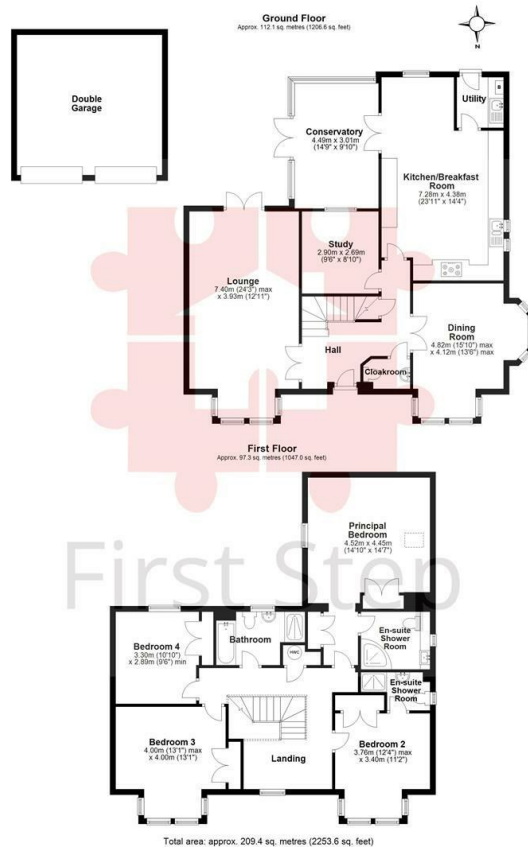 Ground Floor
Approx. 112.1 sq. metres (1206.6 sq. feet)
N
Double
Garage
Conservatory
4.49m x 3.01m
(14'9" x 9'10")
Utility
Kitchen/Breakfast
Room
7.28m x 4.38m
(23'11" x 14'4")
Study
2.90m x 2.69m
(9'6" x 8'10")
Lounge
7.40m (24'3") max
x 3.93m (12'11")
Dining
Room
4.82m (15'10") max
x 4.12m (13'6") max
Hall
Cloakroom
First Floor
Approx. 97.3 sq. metres (1047.0 sq. feet)
Principal
Bedroom
4.52m x 4.45m
(14'10" x 14'7")
First Step
Bedroom 4
3.30m (10'10")
x 2.89m (9'6") min
Bathroom
HWC
En-suite
Shower
Room
En-suite
Shower
Room
Bedroom 3
4.00m (13'1") max
x 4.00m (13'1")
Landing
Bedroom 2
3.76m (12'4") max
x 3.40m (11'2")
Total area: approx. 209.4 sq. metres (2253.6 sq. feet)